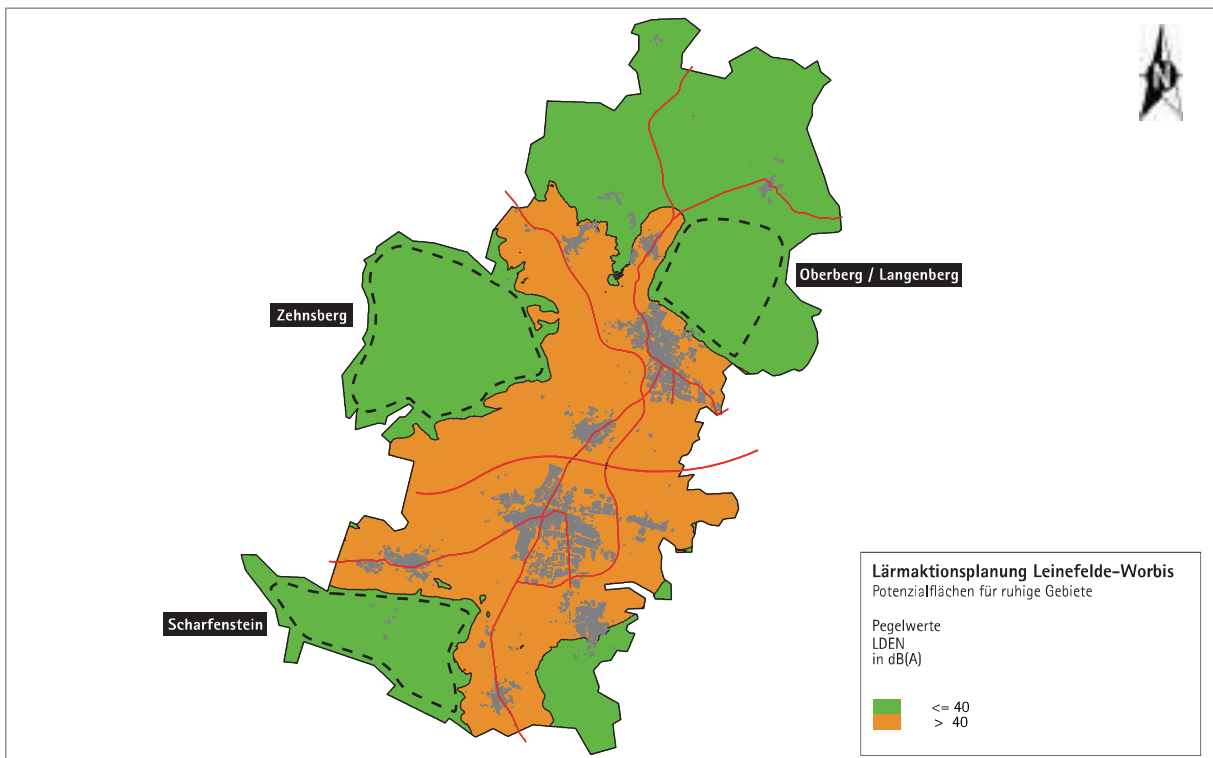 N
Oberberg / Langenberg
Zehnsberg
Scharfenstein
Lärmaktionsplanung Leinefelde-Worbis
Potenzialflächen für ruhige Gebiete
Pegelwerte
LDEN
in dB(A)
<= 40
> 40